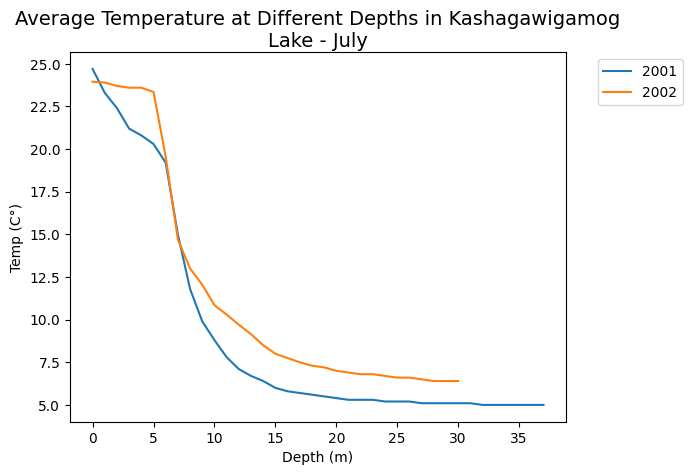 Average Temperature at Different Depths in Kashagawigamog
Lake - July
2001
2002
Temp (C°)
25.0
22.5
20.0
17.5
15.0
12.5
10.0
7.5
5.0
0 5 10 15 20 25 30 35
Depth (m)